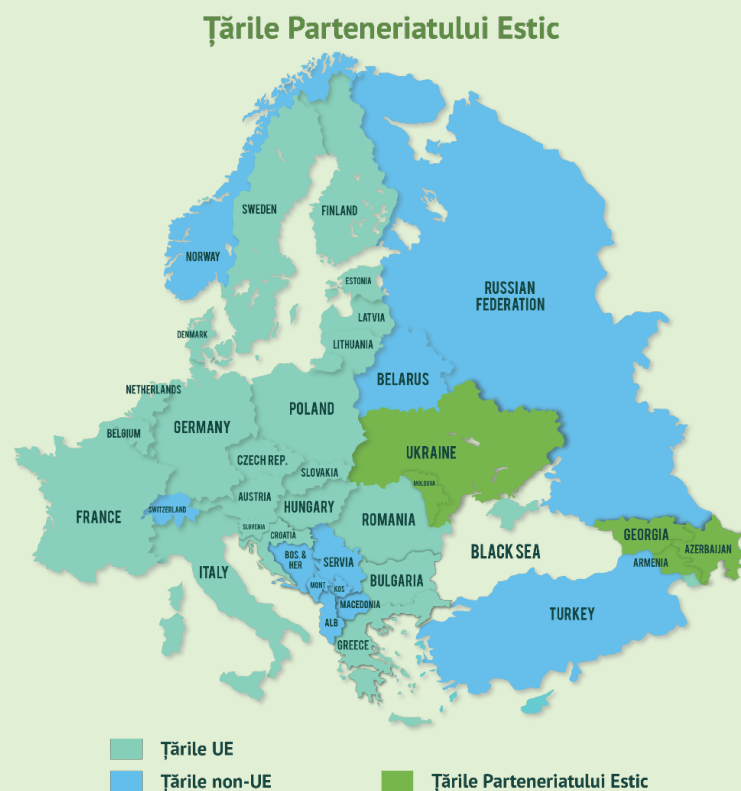 Țările Parteneriatului Estic
SWEDEN
FINLAND
NORWAY
RUSSIAN
FEDERATION
ESTONIA
LATVIA
DENMARK
LITHUANIA
BELARUS
NETHERLANDS
POLAND
BELGIUM
GERMANY
UKRAINE
CZECH REP.
SLOVAKIA
MOLDOVA
AUSTRIA
HUNGARY
SWITZERLAND
FRANCE
ROMANIA
SLOVENIA
CROATIA
GEORGIA
AZERBAIJAN
BLACK SEA
BOS. &
HER
SERVIA
ARMENIA
ITALY
BULGARIA
MONT
KOS
MACEDONIA
TURKEY
ALB
GREECE
Țările UE
Țările non-UE
Țările Parteneriatului Estic